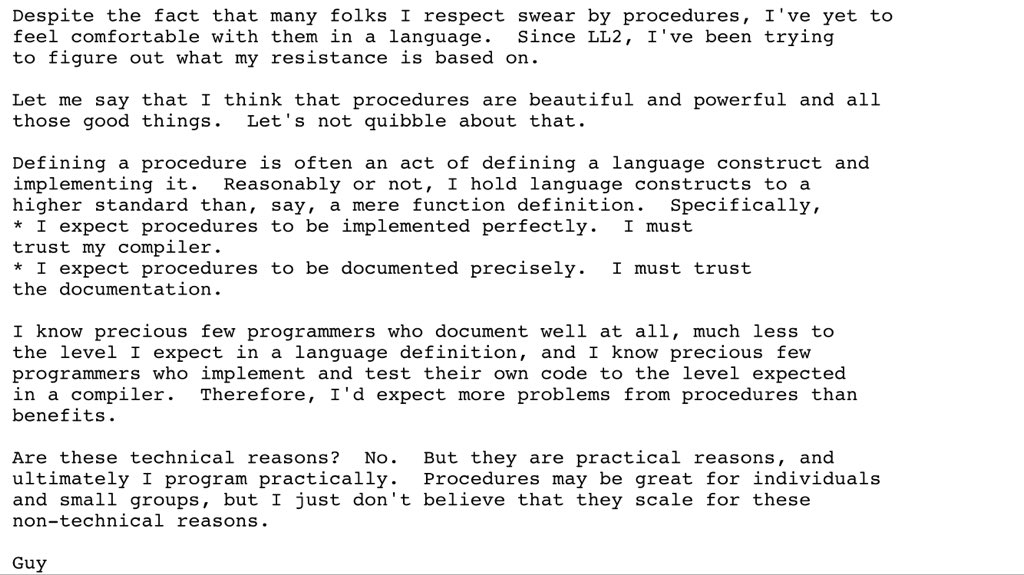 Despite the fact that many folks I respect swear by procedures, I've yet to
feel comfortable with them in a language.  Since LL2, I've been trying
to figure out what my resistance is based on.

Let me say that I think that procedures are beautiful and powerful and all
those good things.  Let's not quibble about that.

Defining a procedure is often an act of defining a language construct and
implementing it.  Reasonably or not, I hold language constructs to a
higher standard than, say, a mere function definition.  Specifically,
* I expect procedures to be implemented perfectly.  I must
trust my compiler.
* I expect procedures to be documented precisely.  I must trust
the documentation.

I know precious few programmers who document well at all, much less to
the level I expect in a language definition, and I know precious few
programmers who implement and test their own code to the level expected
in a compiler.  Therefore, I'd expect more problems from procedures than
benefits.

Are these technical reasons?  No.  But they are practical reasons, and
ultimately I program practically.  Procedures may be great for individuals
and small groups, but I just don't believe that they scale for these
non-technical reasons.

Guy